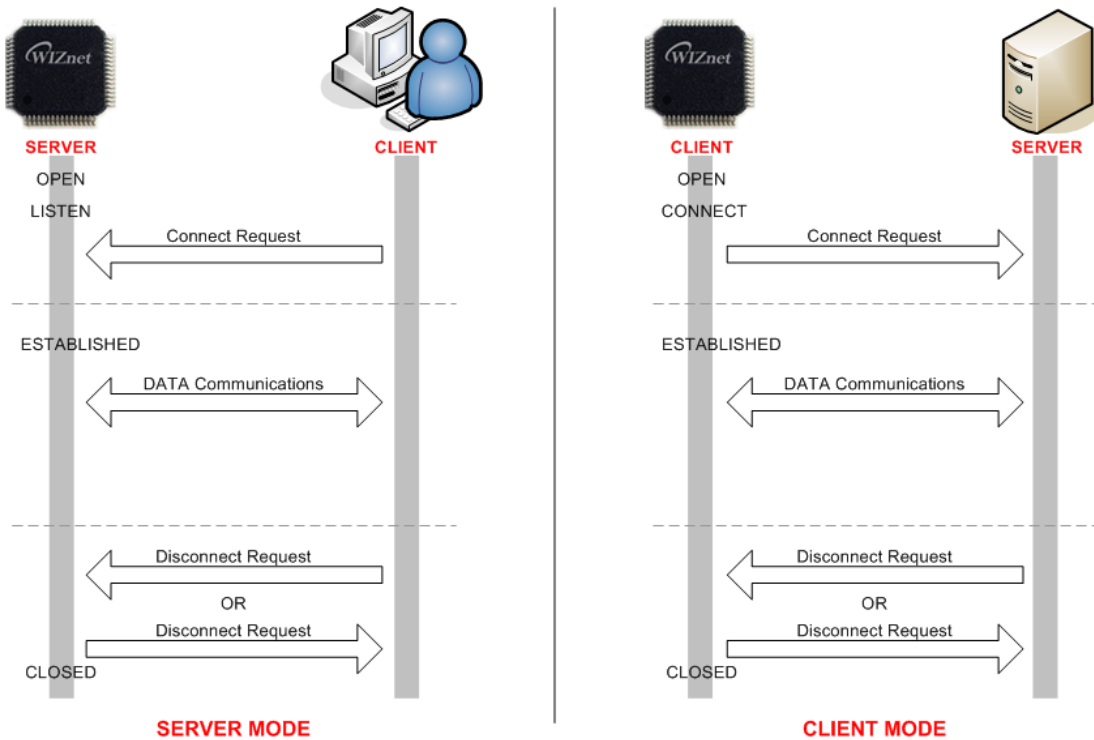 WIZnet
SERVER
CLIENT
OPEN
LISTEN
Connect Request
ESTABLISHED
DATA Communications
Disconnect Request
OR
Disconnect Request
CLOSED
SERVER MODE
WIZnet
CLIENT
SERVER
OPEN
CONNECT
Connect Request
ESTABLISHED
DATA Communications
Disconnect Request
OR
Disconnect Request
CLOSED
CLIENT MODE